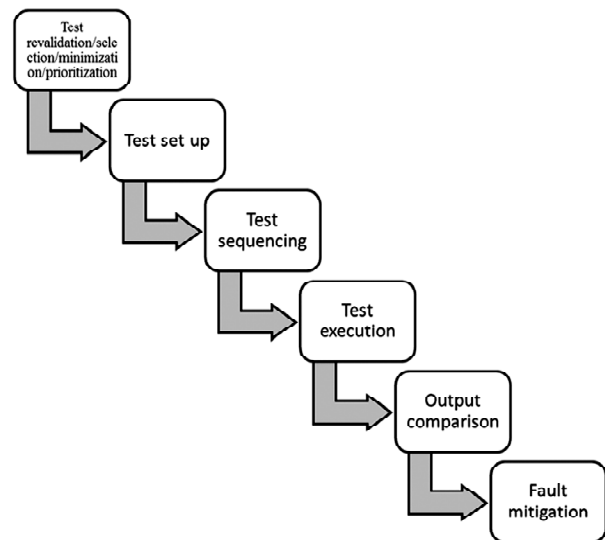 Test
revalidation/sele
ction/minimizati
on/prioritization
Test set up
Test
sequencing
Test
execution
Output
comparison
Fault
mitigation